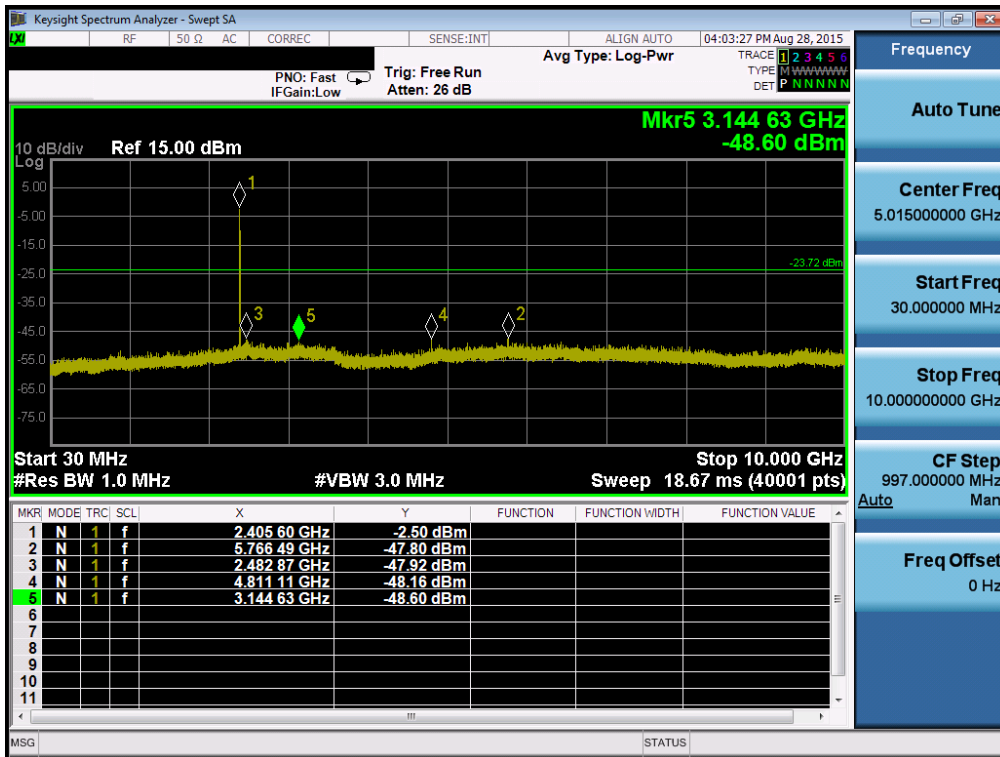 Keysight Spectrum Analyzer - Swept SA
LXI RF 50 Ω AC CORREC SENSE:INT ALIGN AUTO 04:03:27 PM Aug 28, 2015
Frequency
PNO: Fast
IFGain:Low
Trig: Free Run
Atten: 26 dB
Avg Type: Log-Pwr
TRACE 1 2 3 4 5 6
TYPE M W W W W W
DET P N N N N N
Auto Tune
Mkr5 3.144 63 GHz
-48.60 dBm
10 dB/div Ref 15.00 dBm
Log
5.00
-5.00
-15.0
-25.0
-35.0
-45.0
-55.0
-65.0
-75.0
1
-23.72 dBm
3
5
4
2
Center Freq
5.015000000 GHz
Start Freq
30.000000 MHz
Stop Freq
10.000000000 GHz
Start 30 MHz Stop 10.000 GHz
#Res BW 1.0 MHz #VBW 3.0 MHz Sweep 18.67 ms (40001 pts)
CF Step
997.000000 MHz
Auto Man
MKR MODE TRC SCL X Y FUNCTION FUNCTION WIDTH FUNCTION VALUE
1 N 1 f 2.405 60 GHz -2.50 dBm
2 N 1 f 5.766 49 GHz -47.80 dBm
3 N 1 f 2.482 87 GHz -47.92 dBm
4 N 1 f 4.811 11 GHz -48.16 dBm
5 N 1 f 3.144 63 GHz -48.60 dBm
6
7
8
9
10
11
Freq Offset
0 Hz
MSG STATUS